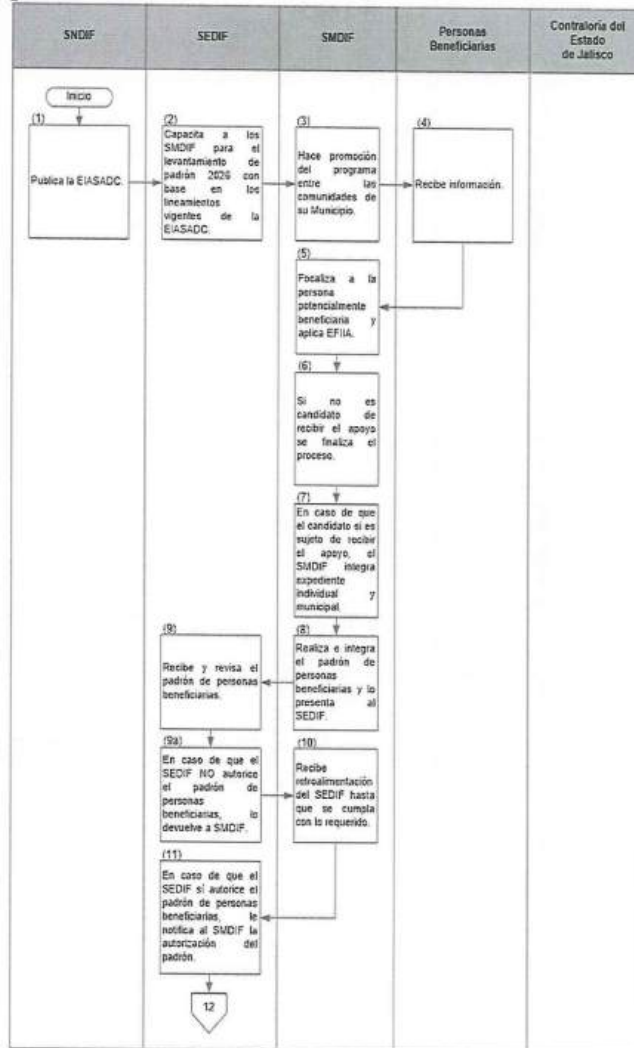 SNDIF
SEDIF
SMDIF
Personas
Beneficiarias
Contraloría del
Estado
de Jalisco
Inicio
(1)
Publica la EIASADC.
(2)
Capacita a los
SMDIF para el
levantamiento de
padrón 2026 con
base en los
lineamientos
vigentes de la
EIASADC.
(3)
Hace promoción
del programa
entre las
comunidades de
su Municipio.
(4)
Recibe información.
(5)
Focaliza a la
persona
potencialmente
beneficiaria y
aplica EFIIA.
(6)
Si no es
candidato de
recibir el apoyo
se finaliza el
proceso.
(7)
En caso de que
el candidato si es
sujeto de recibir
el apoyo, el
SMDIF integra
expediente
individual y
municipal.
(8)
Realiza e integra
el padrón de
personas
beneficiarias y lo
presenta al
SEDIF.
(9)
Recibe y revisa el
padrón de personas
beneficiarias.
(9a)
En caso de que el
SEDIF NO autorice
el padrón de
personas
beneficiarias, lo
devuelve a SMDIF.
(10)
Recibe
retroalimentación
del SEDIF hasta
que se cumpla
con lo requerido.
(11)
En caso de que el
SEDIF sí autorice el
padrón de personas
beneficiarias, le
notifica al SMDIF la
autorización del
padrón.
12